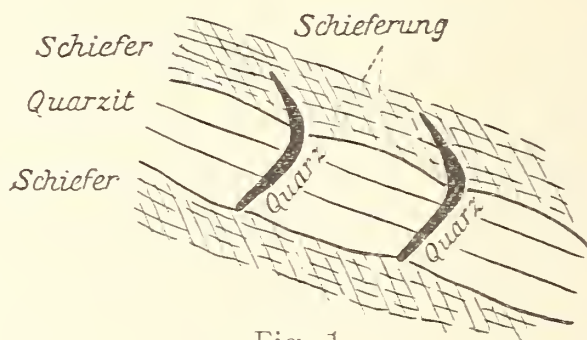 Schieferung
Schiefer
Quarzit
Schiefer
Quarz
Quarz
Fig. 1